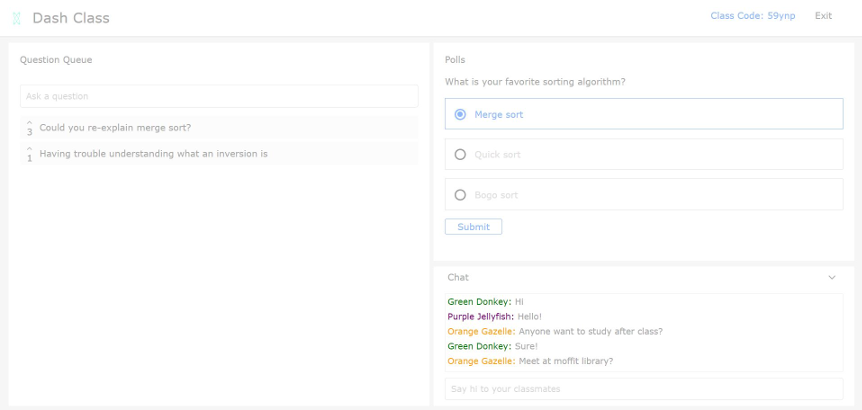 Dash Class
Class Code: 59ynp
Exit
Question Queue
Ask a question
3 Could you re-explain merge sort?
1 Having trouble understanding what an inversion is
Polls
What is your favorite sorting algorithm?
Merge sort
Quick sort
Bogo sort
Submit
Chat
Green Donkey: Hi
Purple Jellyfish: Hello!
Orange Gazelle: Anyone want to study after class?
Green Donkey: Sure!
Orange Gazelle: Meet at moffit library?
Say hi to your classmates